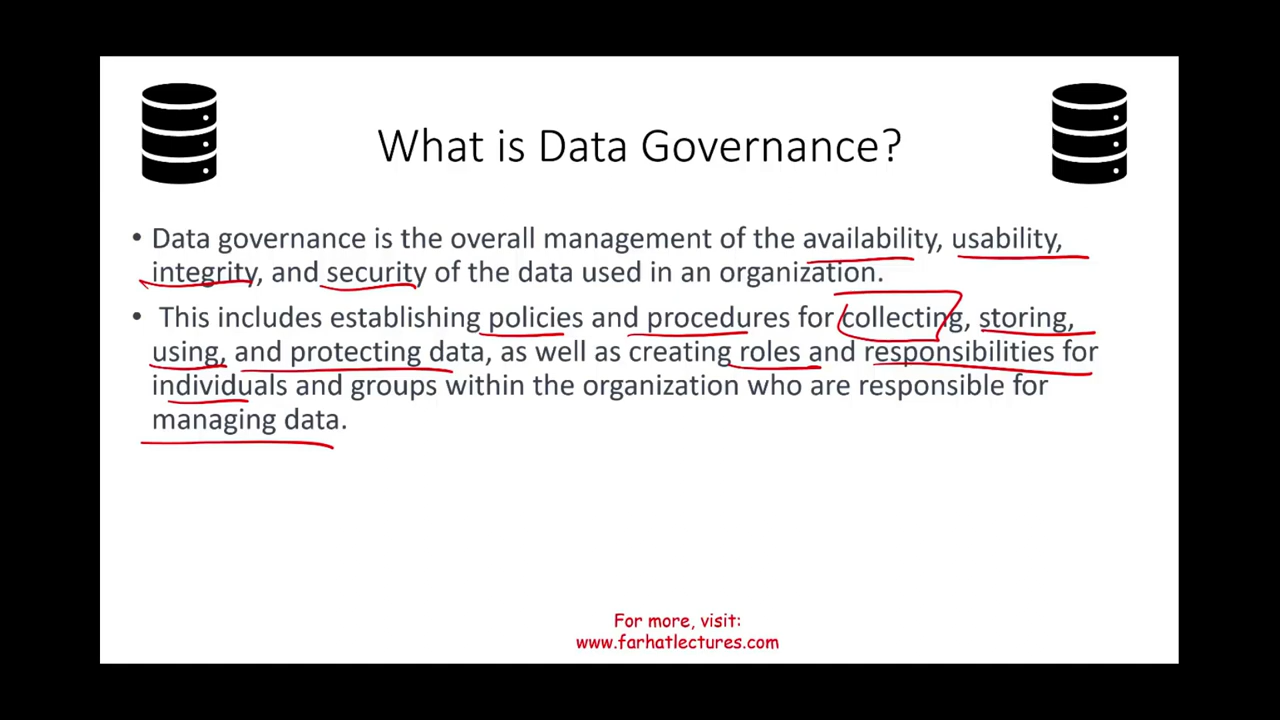 What is Data Governance?
• Data governance is the overall management of the availability, usability,
integrity, and security of the data used in an organization.
• This includes establishing policies and procedures for collecting, storing,
using, and protecting data, as well as creating roles and responsibilities for
individuals and groups within the organization who are responsible for
managing data.
For more, visit:
www.farhatlectures.com